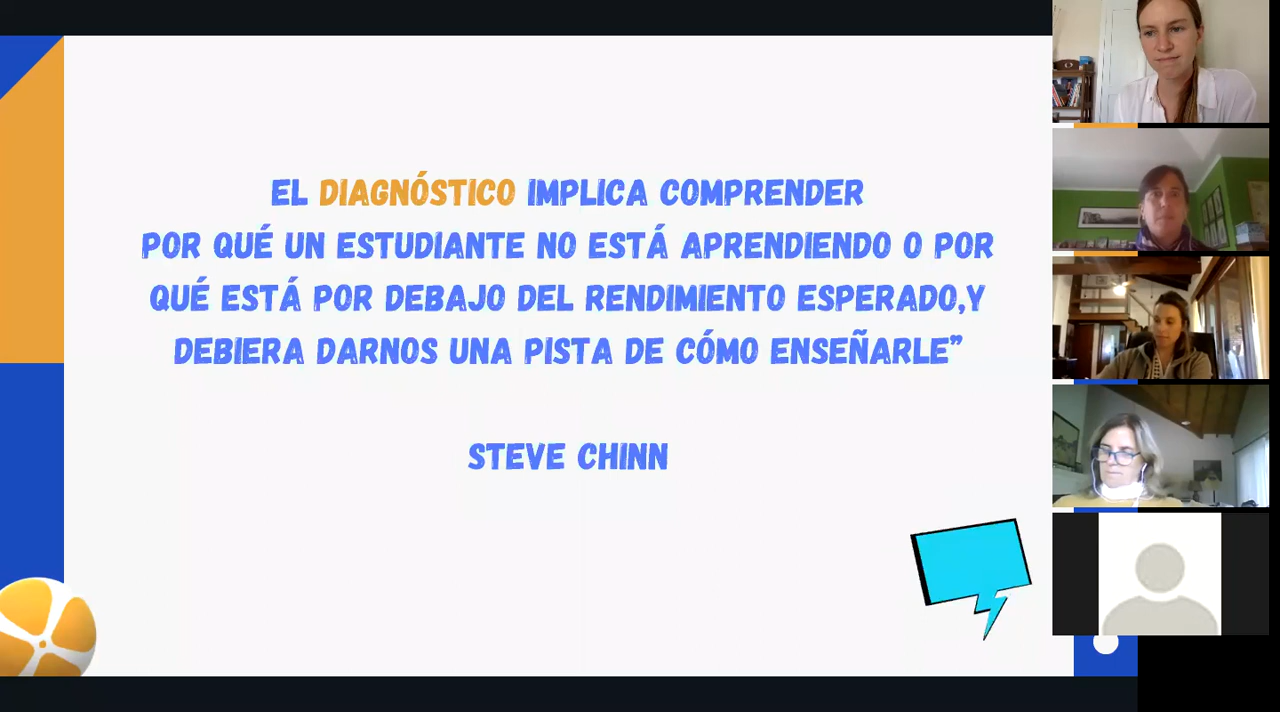 EL DIAGNÓSTICO IMPLICA COMPRENDER
POR QUÉ UN ESTUDIANTE NO ESTÁ APRENDIENDO O POR
QUÉ ESTÁ POR DEBAJO DEL RENDIMIENTO ESPERADO,Y
DEBIERA DARNOS UNA PISTA DE CÓMO ENSEÑARLE”
STEVE CHINN